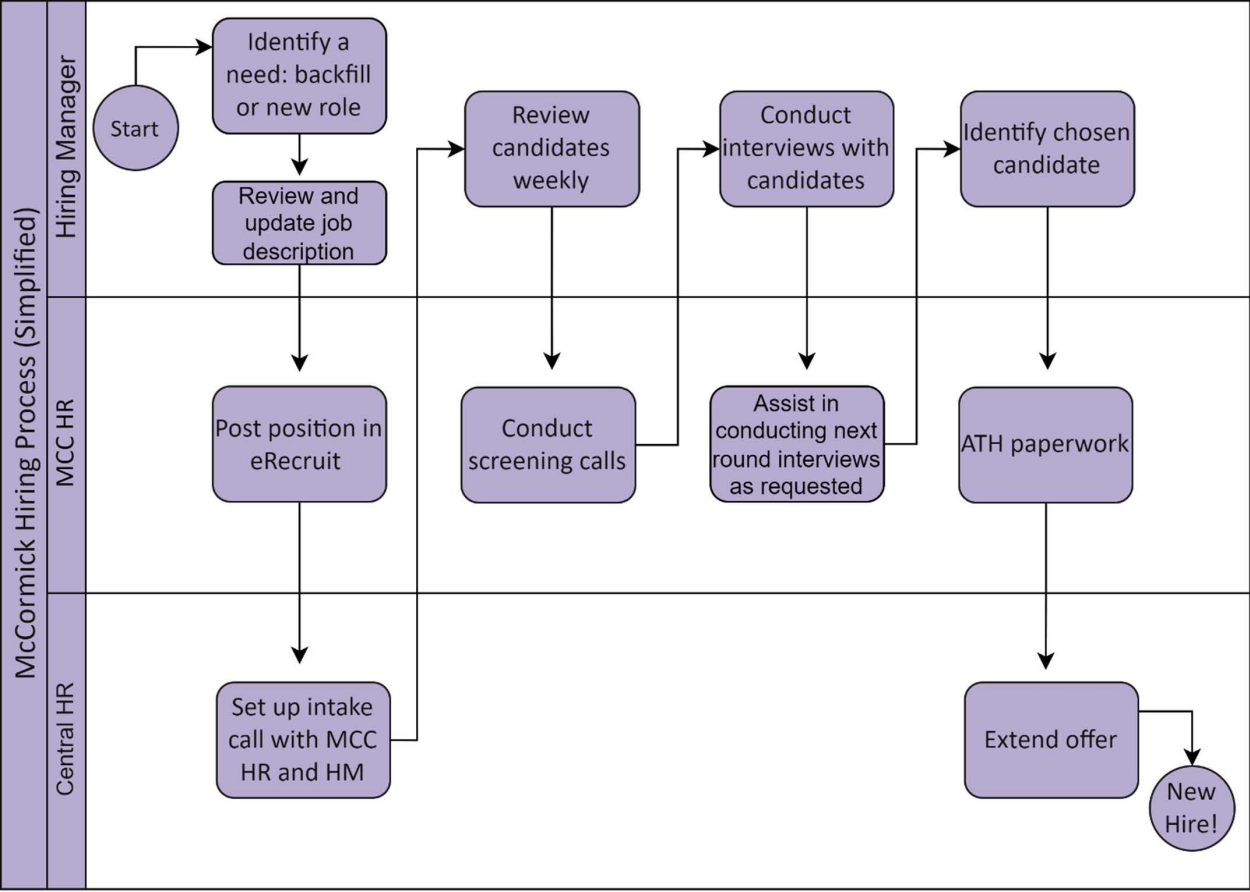 McCormick Hiring Process (Simplified)
Hiring Manager
Start
Identify a
need: backfill
or new role
Review and
update job
description
Review
candidates
weekly
Conduct
interviews with
candidates
Identify chosen
candidate
MCC HR
Post position in
eRecruit
Conduct
screening calls
Assist in
conducting next
round interviews
as requested
ATH paperwork
Central HR
Set up intake
call with MCC
HR and HM
Extend offer
New
Hire!